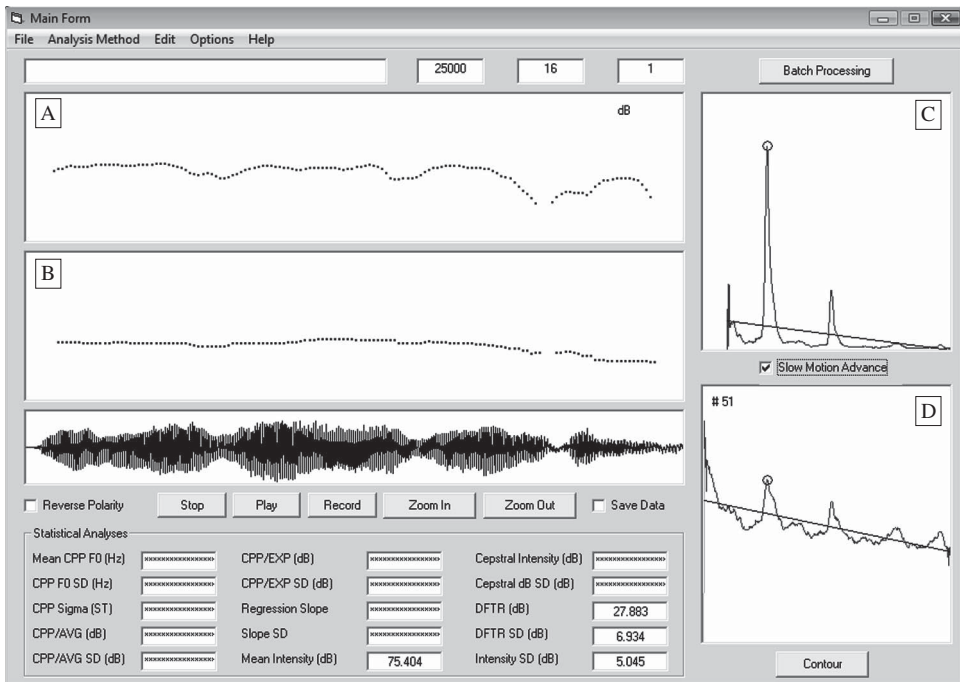 Main Form
File Analysis Method Edit Options Help
25000 16 1 Batch Processing
A dB C
B
Slow Motion Advance
# 51 D
Reverse Polarity Stop Play Record Zoom In Zoom Out Save Data
Statistical Analyses
Mean CPP F0 (Hz) CPP/EXP (dB) Cepstral Intensity (dB)
CPP F0 SD (Hz) CPP/EXP SD (dB) Cepstral dB SD (dB)
CPP Sigma (ST) Regression Slope DFTR (dB) 27.883
CPP/AVG (dB) Slope SD DFTR SD (dB) 6.934
CPP/AVG SD (dB) Mean Intensity (dB) 75.404 Intensity SD (dB) 5.045
Contour